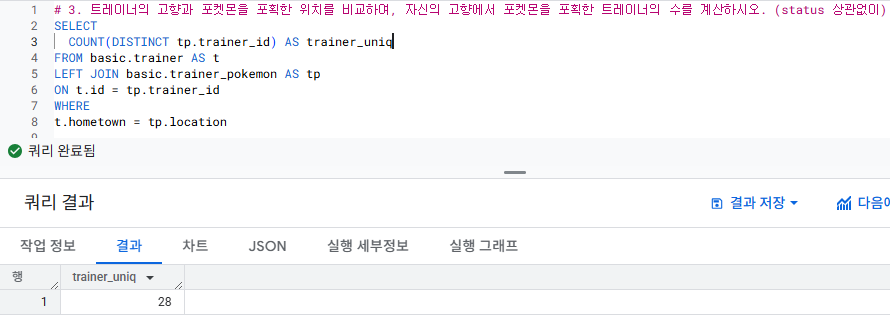 1 # 3. 트레이너의 고향과 포켓몬을 포획한 위치를 비교하며, 자신의 고향에서 포켓몬을 포획한 트레이너의 수를 계산하시오. (status 상관없이)
2 SELECT
3 COUNT(DISTINCT tp.trainer_id) AS trainer_uniq
4 FROM basic.trainer AS t
5 LEFT JOIN basic.trainer_pokemon AS tp
6 ON t.id = tp.trainer_id
7 WHERE
8 t.hometown = tp.location
쿼리 완료됨
쿼리 결과 결과 저장 다음에
작업 정보 결과 차트 JSON 실행 세부정보 실행 그래프
행 trainer_uniq
1 28